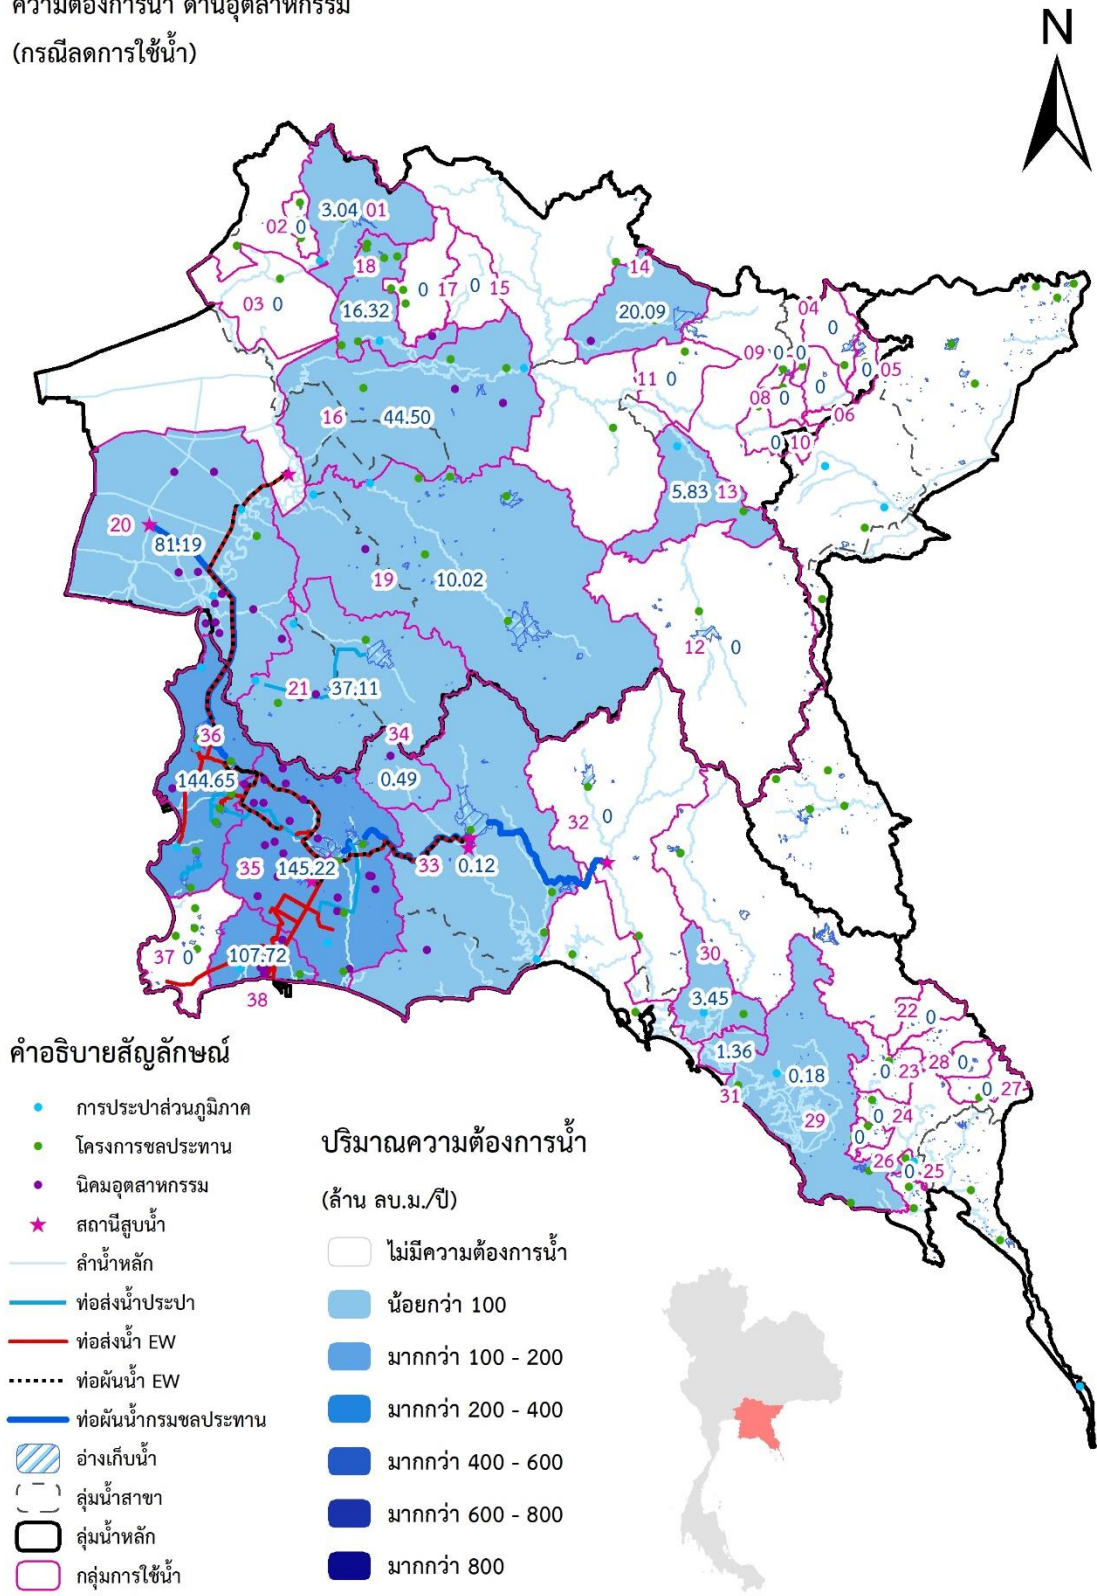 ความต้องการน้ำ ด้านอุตสาหกรรม
(กรณีลดการใช้น้ำ)
N
3.04 01
02 0
18
03 0
16.32
0 17 0 15
14
20.09
04
0
09 0 0
0 05
11 0
08 0
0
06
0 10
16 44.50
5.83 13
20
81.19
19 10.02
12 0
21 37.11
34
36
0.49
144.65
32 0
33 0.12
35 145.22
37 0
107.72
38
30
3.45
1.36
0.18
31
29
22 0
0 23 28 0
0 27
0 24
0
26
0 25
คำอธิบายสัญลักษณ์
การประปาส่วนภูมิภาค
โครงการชลประทาน
นิคมอุตสาหกรรม
สถานีสูบน้ำ
ลำน้ำหลัก
ท่อส่งน้ำประปา
ท่อส่งน้ำ EW
ท่อผันน้ำ EW
ท่อผันน้ำกรมชลประทาน
อ่างเก็บน้ำ
ลุ่มน้ำสาขา
ลุ่มน้ำหลัก
กลุ่มการใช้น้ำ
ปริมาณความต้องการน้ำ
(ล้าน ลบ.ม./ปี)
ไม่มีความต้องการน้ำ
น้อยกว่า 100
มากกว่า 100 - 200
มากกว่า 200 - 400
มากกว่า 400 - 600
มากกว่า 600 - 800
มากกว่า 800